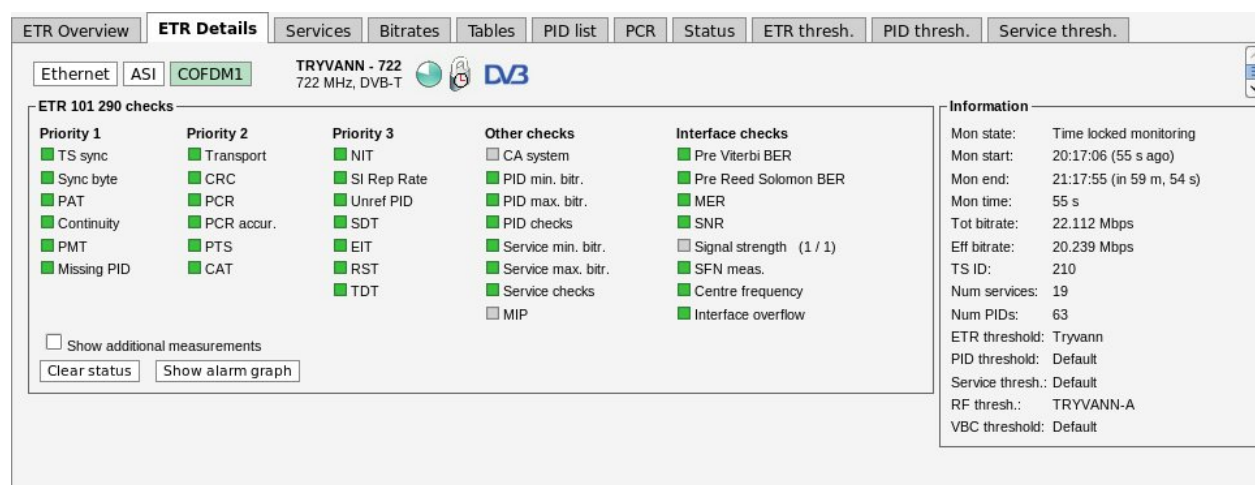 ETR Overview ETR Details Services Bitrates Tables PID list PCR Status ETR thresh. PID thresh. Service thresh.
Ethernet ASI COFDM1 TRYVANN - 722
722 MHz, DVB-T DVB
ETR 101 290 checks
Priority 1
TS sync
Sync byte
PAT
Continuity
PMT
Missing PID
Priority 2
Transport
CRC
PCR
PCR accur.
PTS
CAT
Priority 3
NIT
SI Rep Rate
Unref PID
SDT
EIT
RST
TDT
Other checks
CA system
PID min. bitr.
PID max. bitr.
PID checks
Service min. bitr.
Service max. bitr.
Service checks
MIP
Interface checks
Pre Viterbi BER
Pre Reed Solomon BER
MER
SNR
Signal strength (1 / 1)
SFN meas.
Centre frequency
Interface overflow
Show additional measurements
Clear status Show alarm graph
Information
Mon state: Time locked monitoring
Mon start: 20:17:06 (55 s ago)
Mon end: 21:17:55 (in 59 m, 54 s)
Mon time: 55 s
Tot bitrate: 22.112 Mbps
Eff bitrate: 20.239 Mbps
TS ID: 210
Num services: 19
Num PIDs: 63
ETR threshold: Tryvann
PID threshold: Default
Service thresh.: Default
RF thresh.: TRYVANN-A
VBC threshold: Default